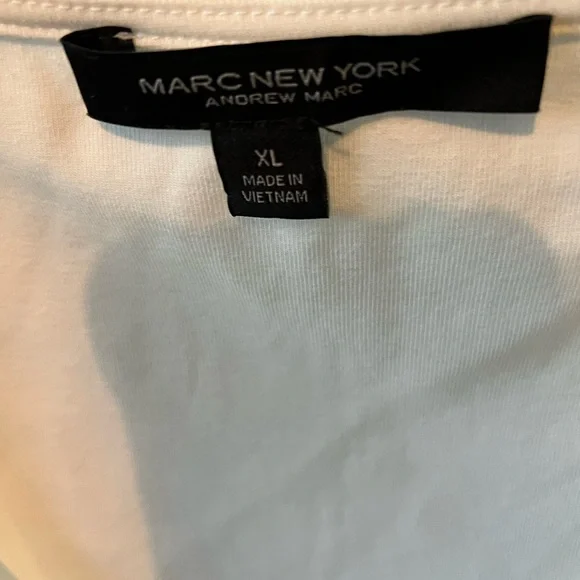 MARC NEW YORK
ANDREW MARC
XL
MADE IN
VIETNAM